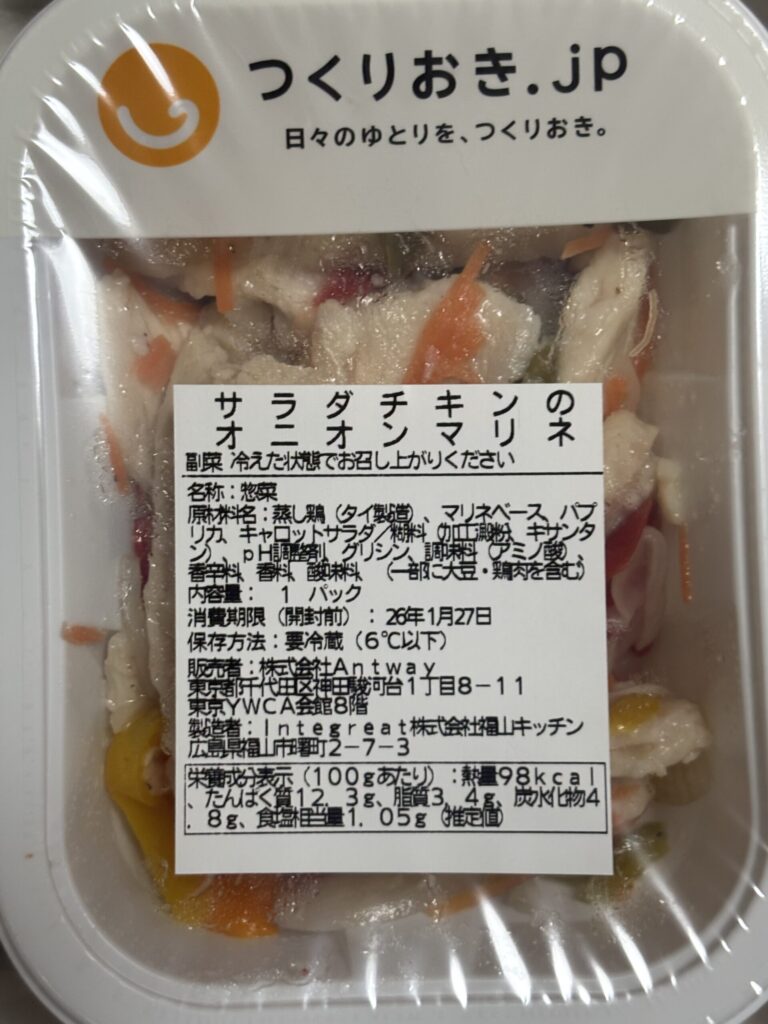 つくりおき.jp
日々のゆとりを、つくりおき。
サラダチキンの
オニオンマリネ
副菜 冷えた状態でお召し上がりください
名称：惣菜
原材料名：蒸し鶏（タイ製造）、マリネベース、パプ
リカ、キャロットサラダ／糊料（加工澱粉、キサンタ
ン）、ｐＨ調整剤、グリシン、調味料（アミノ酸）、
香辛料、香料、酸味料、（一部に大豆・鶏肉を含む）
内容量： １ パック
消費期限（開封前）：26年1月27日
保存方法：要冷蔵（６℃以下）
販売者：株式会社Ａｎｔｗａｙ
東京都千代田区神田駿河台１丁目８－１１
東京ＹＷＣＡ会館８階
製造者：Ｉｎｔｅｇｒｅａｔ株式会社福山キッチン
広島県福山市曙町２－７－３
栄養成分表示（１００ｇあたり）：熱量９８ｋｃａｌ
、たんぱく質１２．３ｇ、脂質３．４ｇ、炭水化物４
．８ｇ、食塩相当量１．０５ｇ（推定値）